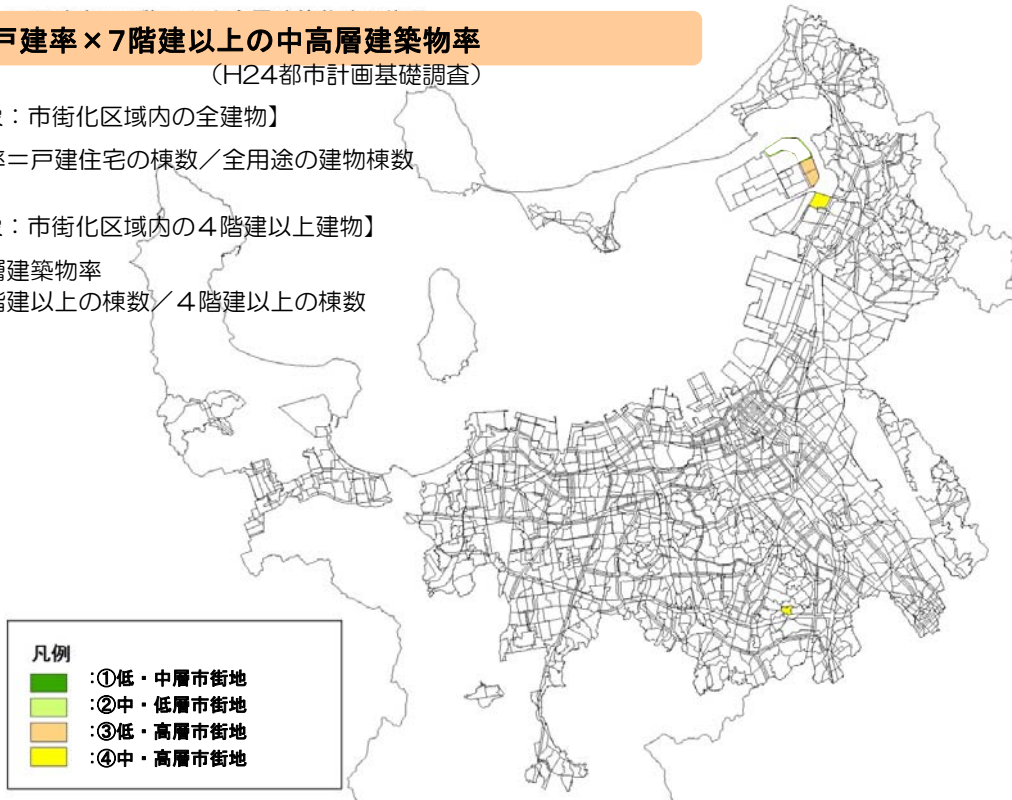 戸建率×7階建以上の中高層建築物率
（H24都市計画基礎調査）
：市街化区域内の全建物】
率＝戸建住宅の棟数／全用途の建物棟数
：市街化区域内の４階建以上建物】
層建築物率
階建以上の棟数／４階建以上の棟数
凡例
:①低・中層市街地
:②中・低層市街地
:③低・高層市街地
:④中・高層市街地